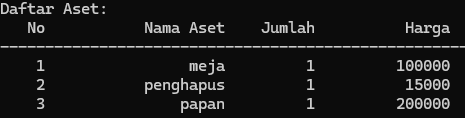 Daftar Aset:
No Nama Aset Jumlah Harga
--------------------------------------------------------
1 meja 1 100000
2 penghapus 1 15000
3 papan 1 200000